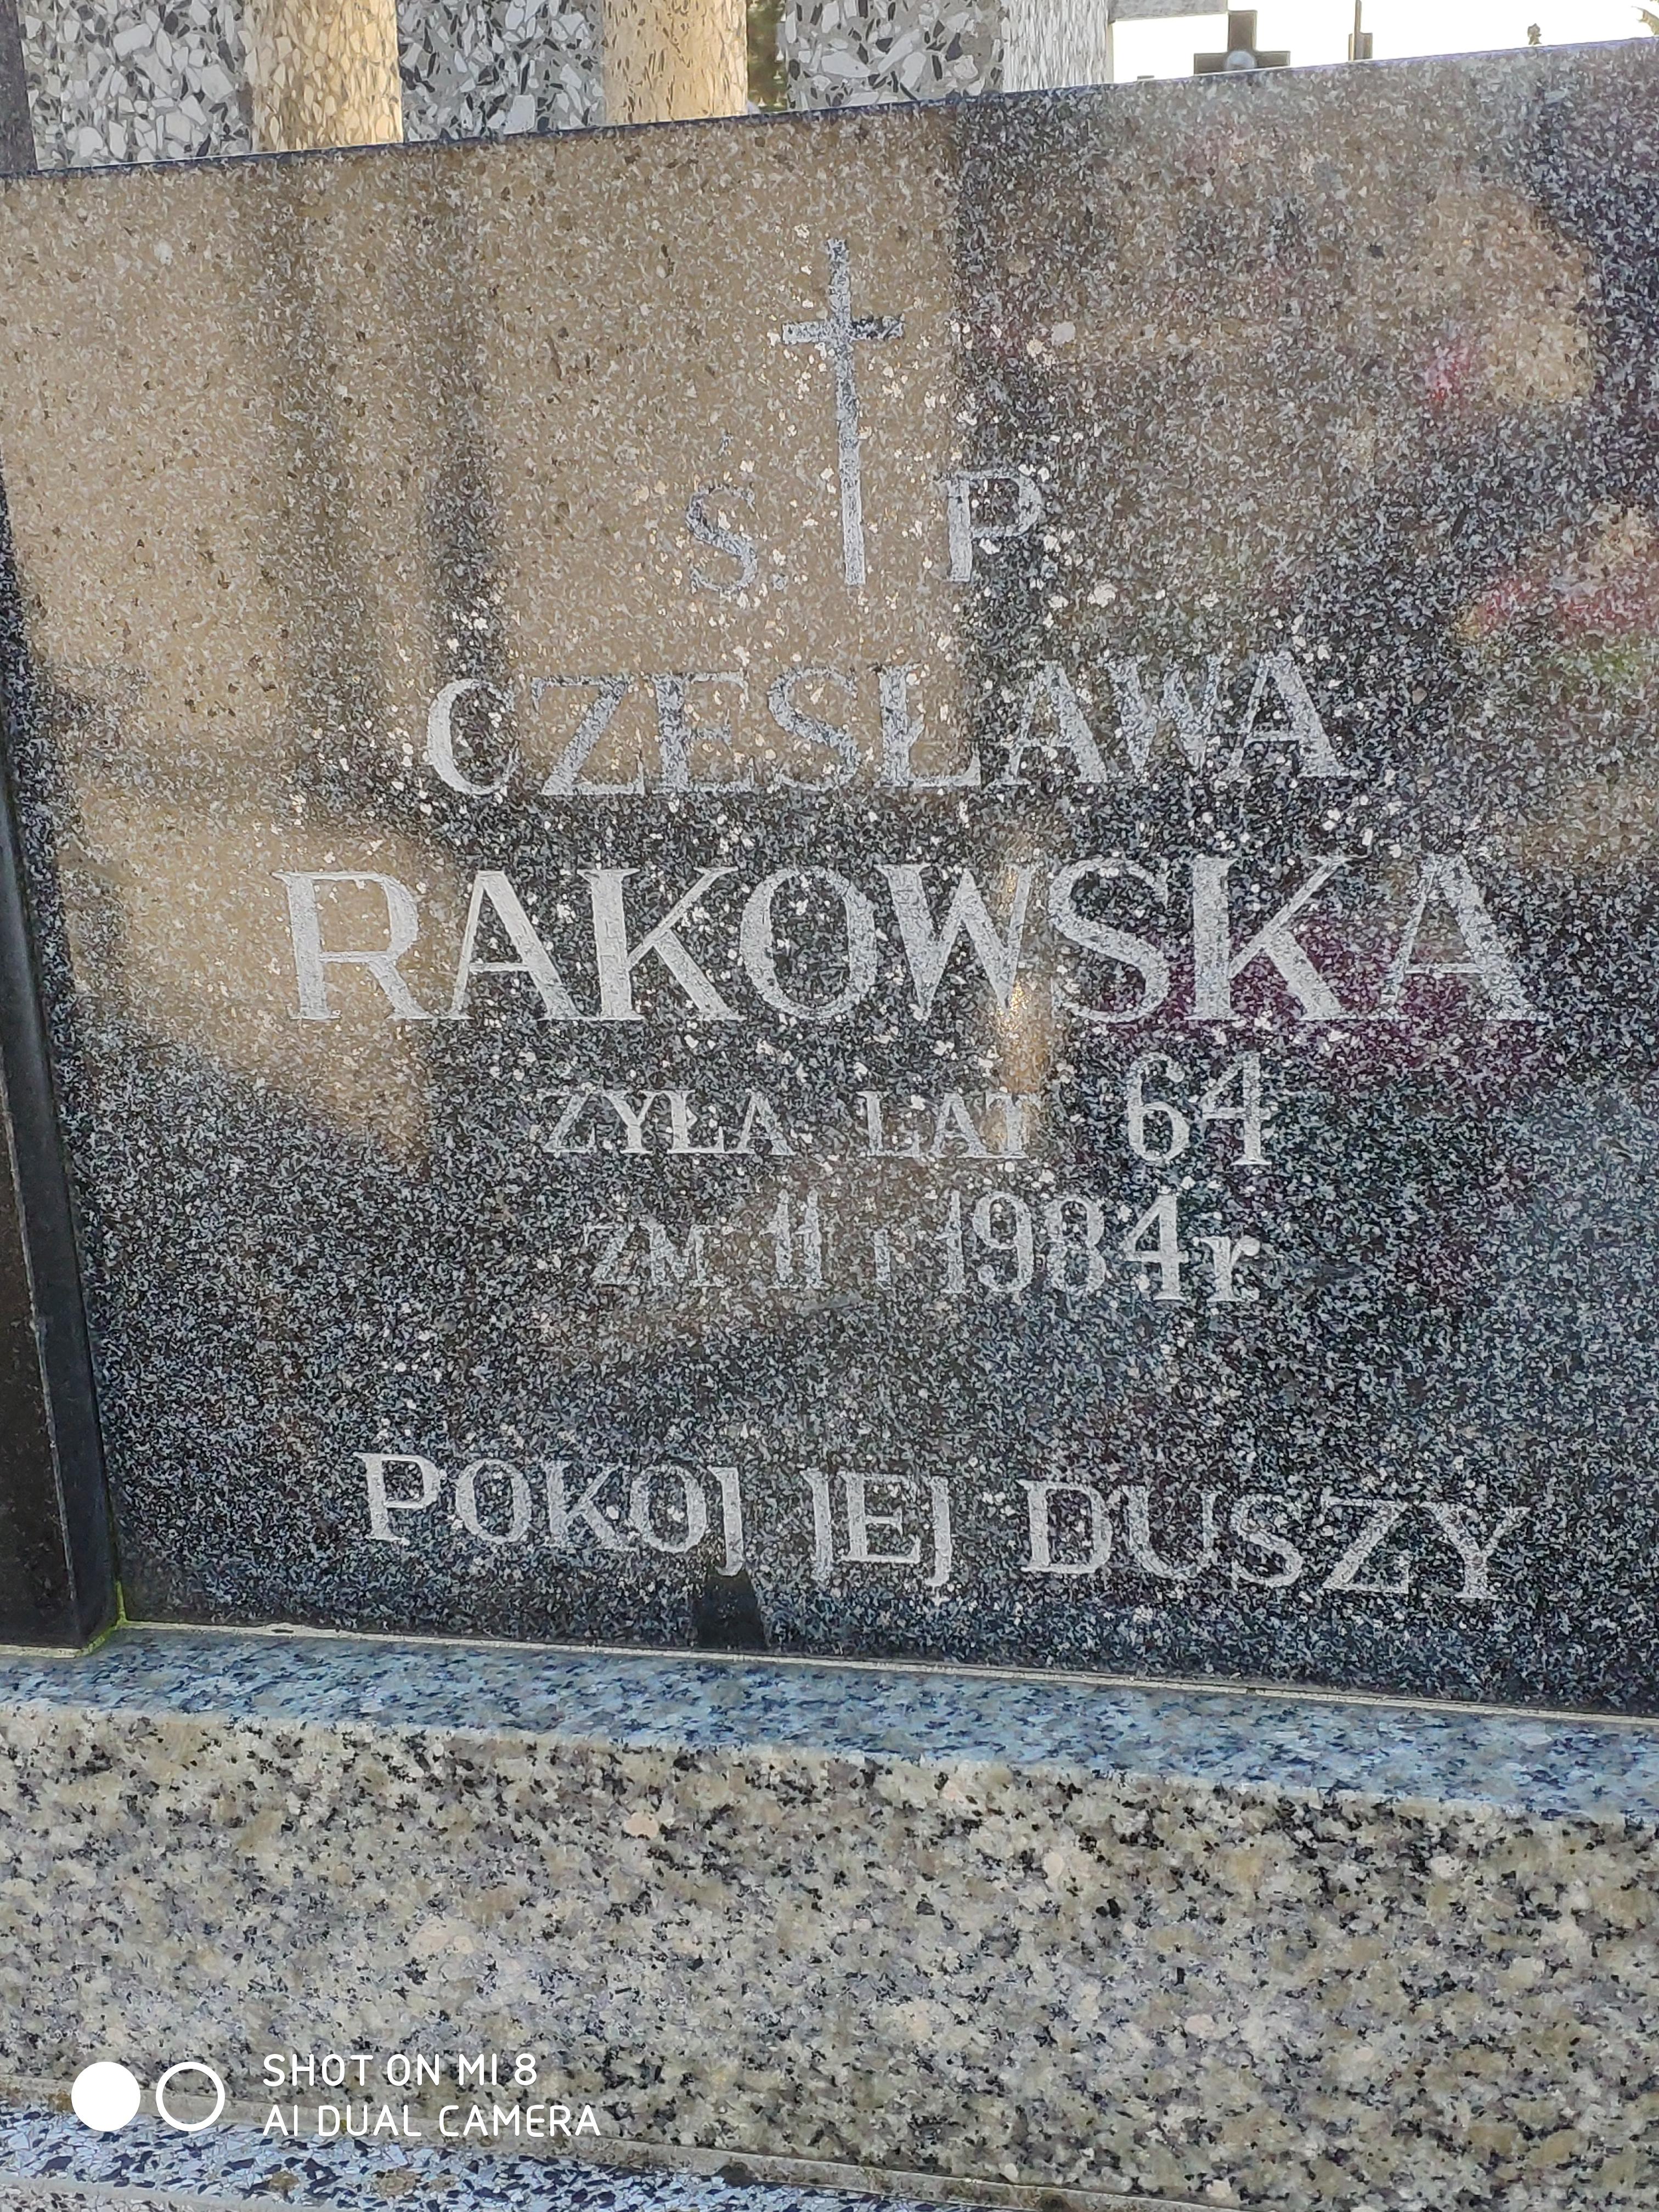 Ś. P
CZESŁAWA
RAKOWSKA
ŻYŁA LAT 64
ZM 11 I 1984r
POKÓJ JEJ DUSZY
SHOT ON MI 8
AI DUAL CAMERA